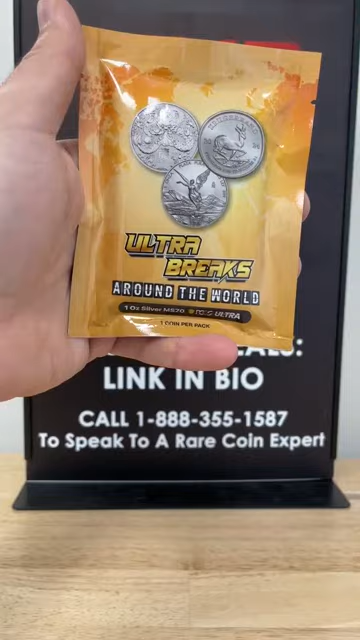 ULTRA
BREAKS
AROUND THE WORLD
1 Oz Silver MS70 PCGS ULTRA
1 COIN PER PACK
LINK IN BIO
CALL 1-888-355-1587
To Speak To A Rare Coin Expert